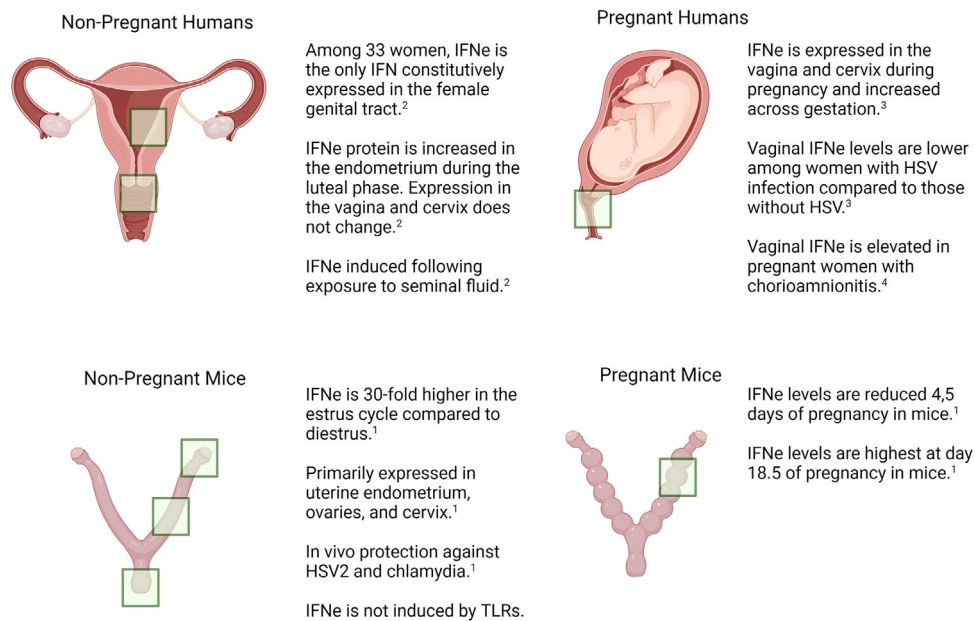 Non-Pregnant Humans
Among 33 women, IFNe is
the only IFN constitutively
expressed in the female
genital tract.²
IFNe protein is increased in
the endometrium during the
luteal phase. Expression in
the vagina and cervix does
not change.²
IFNe induced following
exposure to seminal fluid.²
Pregnant Humans
IFNe is expressed in the
vagina and cervix during
pregnancy and increased
across gestation.³
Vaginal IFNe levels are lower
among women with HSV
infection compared to those
without HSV.³
Vaginal IFNe is elevated in
pregnant women with
chorioamnionitis.⁴
Non-Pregnant Mice
IFNe is 30-fold higher in the
estrus cycle compared to
diestrus.¹
Primarily expressed in
uterine endometrium,
ovaries, and cervix.¹
In vivo protection against
HSV2 and chlamydia.¹
IFNe is not induced by TLRs.
Pregnant Mice
IFNe levels are reduced 4,5
days of pregnancy in mice.¹
IFNe levels are highest at day
18.5 of pregnancy in mice.¹